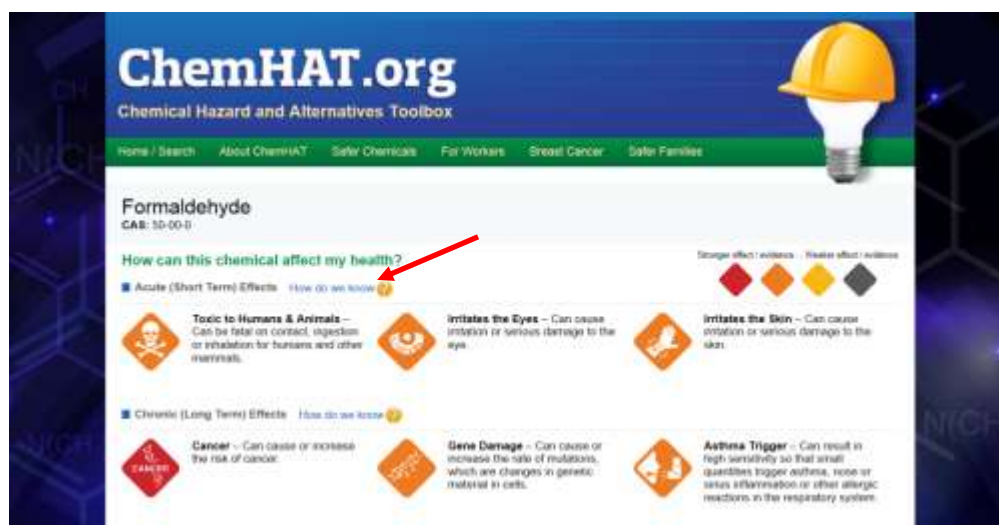 ChemHAT.org
Chemical Hazard and Alternatives Toolbox
Home / Search About ChemHAT Safer Chemicals For Workers Breast Cancer Safer Families
Formaldehyde
CAS: 50-00-0
How can this chemical affect my health?
Stronger effect / evidence ... Weaker effect / evidence
Acute (Short Term) Effects How do we know ?
Toxic to Humans & Animals –
Can be fatal on contact, ingestion
or inhalation for humans and other
mammals.
Irritates the Eyes – Can cause
irritation or serious damage to the
eye.
Irritates the Skin – Can cause
irritation or serious damage to the
skin.
Chronic (Long Term) Effects How do we know ?
CANCER
Cancer – Can cause or increase
the risk of cancer.
Gene Damage – Can cause or
increase the rate of mutations,
which are changes in genetic
material in cells.
Asthma Trigger – Can result in
high sensitivity so that small
quantities trigger asthma, nose or
sinus inflammation or other allergic
reactions in the respiratory system.